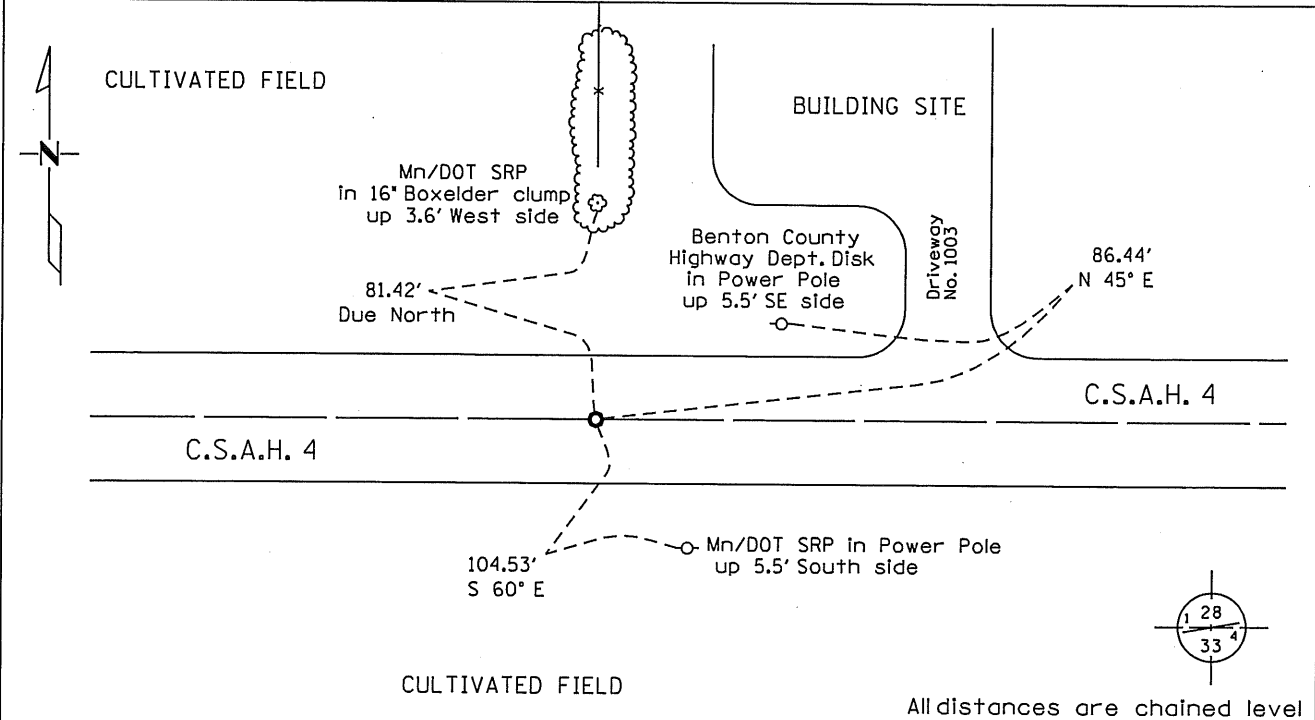 CULTIVATED FIELD
BUILDING SITE
N
Mn/DOT SRP
in 16" Boxelder clump
up 3.6' West side
Benton County
Highway Dept. Disk
in Power Pole
up 5.5' SE side
Driveway
No. 1003
86.44'
N 45° E
81.42'
Due North
C.S.A.H. 4
C.S.A.H. 4
Mn/DOT SRP in Power Pole
up 5.5' South side
104.53'
S 60° E
1 28
33 4
CULTIVATED FIELD
All distances are chained level